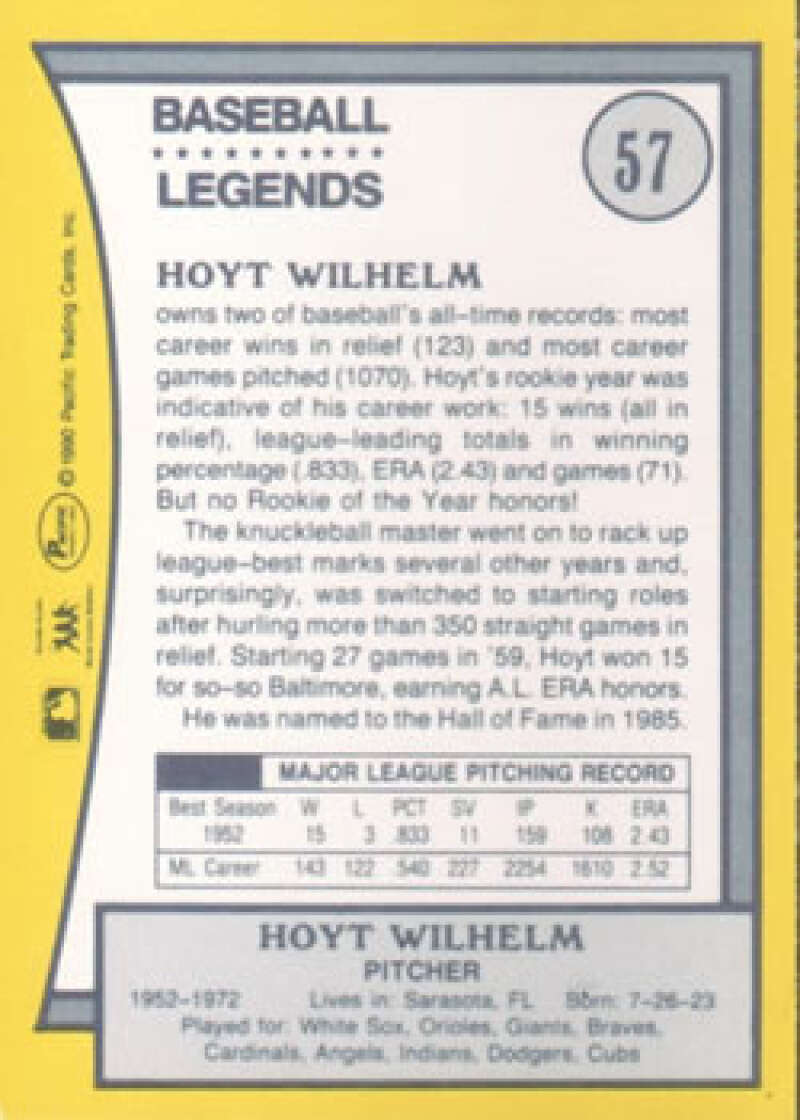 BASEBALL
LEGENDS
57
HOYT WILHELM
owns two of baseball's all-time records: most
career wins in relief (123) and most career
games pitched (1070). Hoyt's rookie year was
indicative of his career work: 15 wins (all in
relief), league-leading totals in winning
percentage (.833), ERA (2.43) and games (71).
But no Rookie of the Year honors!
The knuckleball master went on to rack up
league-best marks several other years and,
surprisingly, was switched to starting roles
after hurling more than 350 straight games in
relief. Starting 27 games in '59, Hoyt won 15
for so-so Baltimore, earning A.L. ERA honors.
He was named to the Hall of Fame in 1985.
MAJOR LEAGUE PITCHING RECORD
Best Season W L PCT SV IP K ERA
1952 15 3 .833 11 159 108 2.43
ML Career 143 122 .540 227 2254 1610 2.52
HOYT WILHELM
PITCHER
1952-1972 Lives in: Sarasota, FL Born: 7-26-23
Played for: White Sox, Orioles, Giants, Braves,
Cardinals, Angels, Indians, Dodgers, Cubs
© 1990 Pacific Trading Cards, Inc.
Pacific